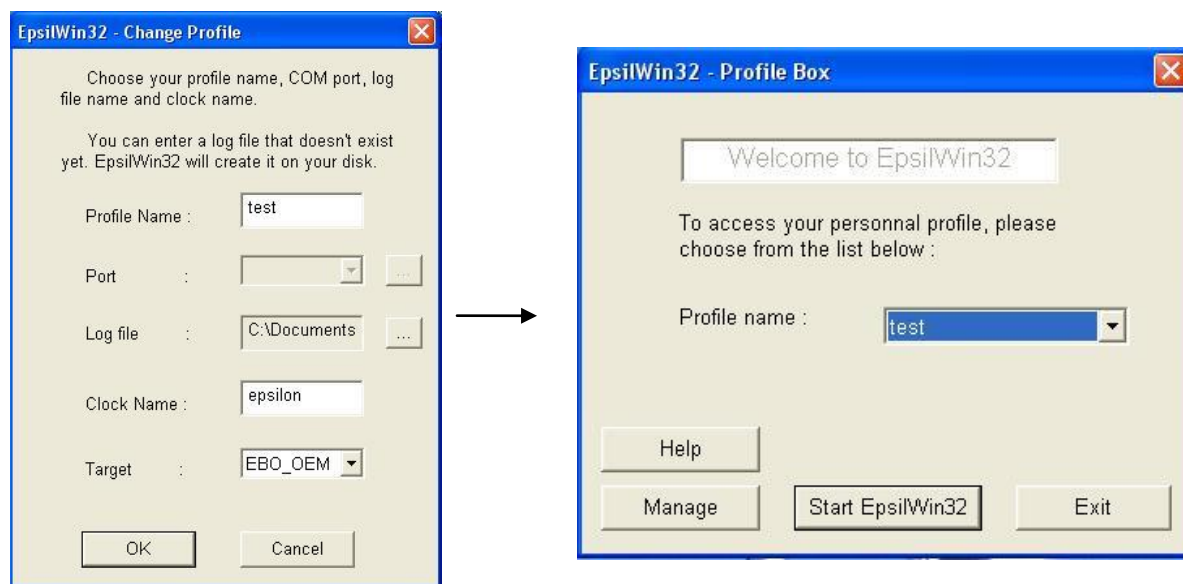 EpsilWin32 - Change Profile
Choose your profile name, COM port, log
file name and clock name.
You can enter a log file that doesn't exist
yet. EpsilWin32 will create it on your disk.
Profile Name : test
Port : ...
Log file : C:\Documents ...
Clock Name : epsilon
Target : EBO_OEM
OK Cancel
EpsilWin32 - Profile Box
Welcome to EpsilWin32
To access your personnal profile, please
choose from the list below :
Profile name : test
Help
Manage Start EpsilWin32 Exit